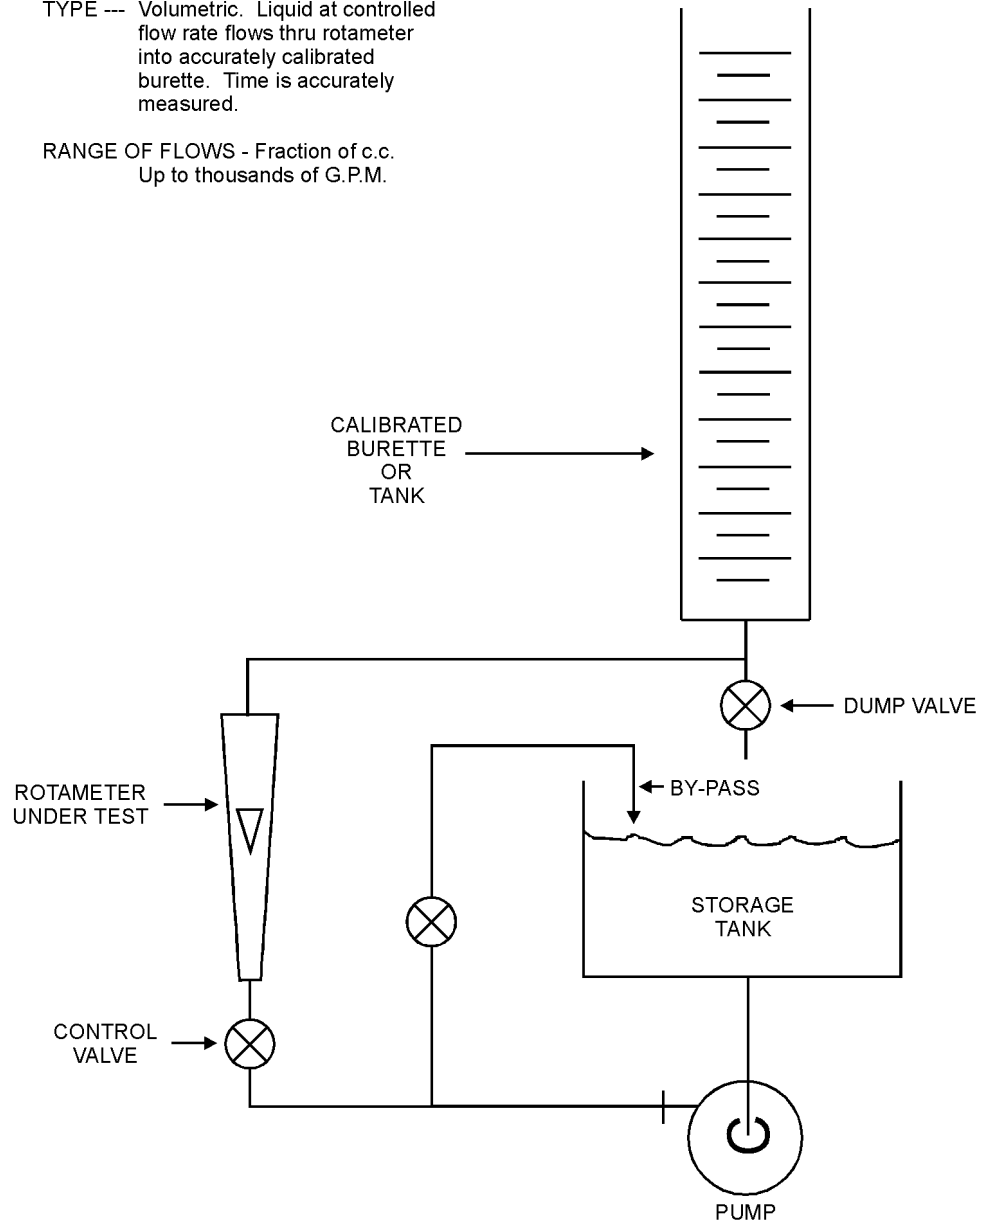 TYPE --- Volumetric. Liquid at controlled
flow rate flows thru rotameter
into accurately calibrated
burette. Time is accurately
measured.
RANGE OF FLOWS - Fraction of c.c.
Up to thousands of G.P.M.
CALIBRATED
BURETTE
OR
TANK
DUMP VALVE
BY-PASS
ROTAMETER
UNDER TEST
STORAGE
TANK
CONTROL
VALVE
PUMP